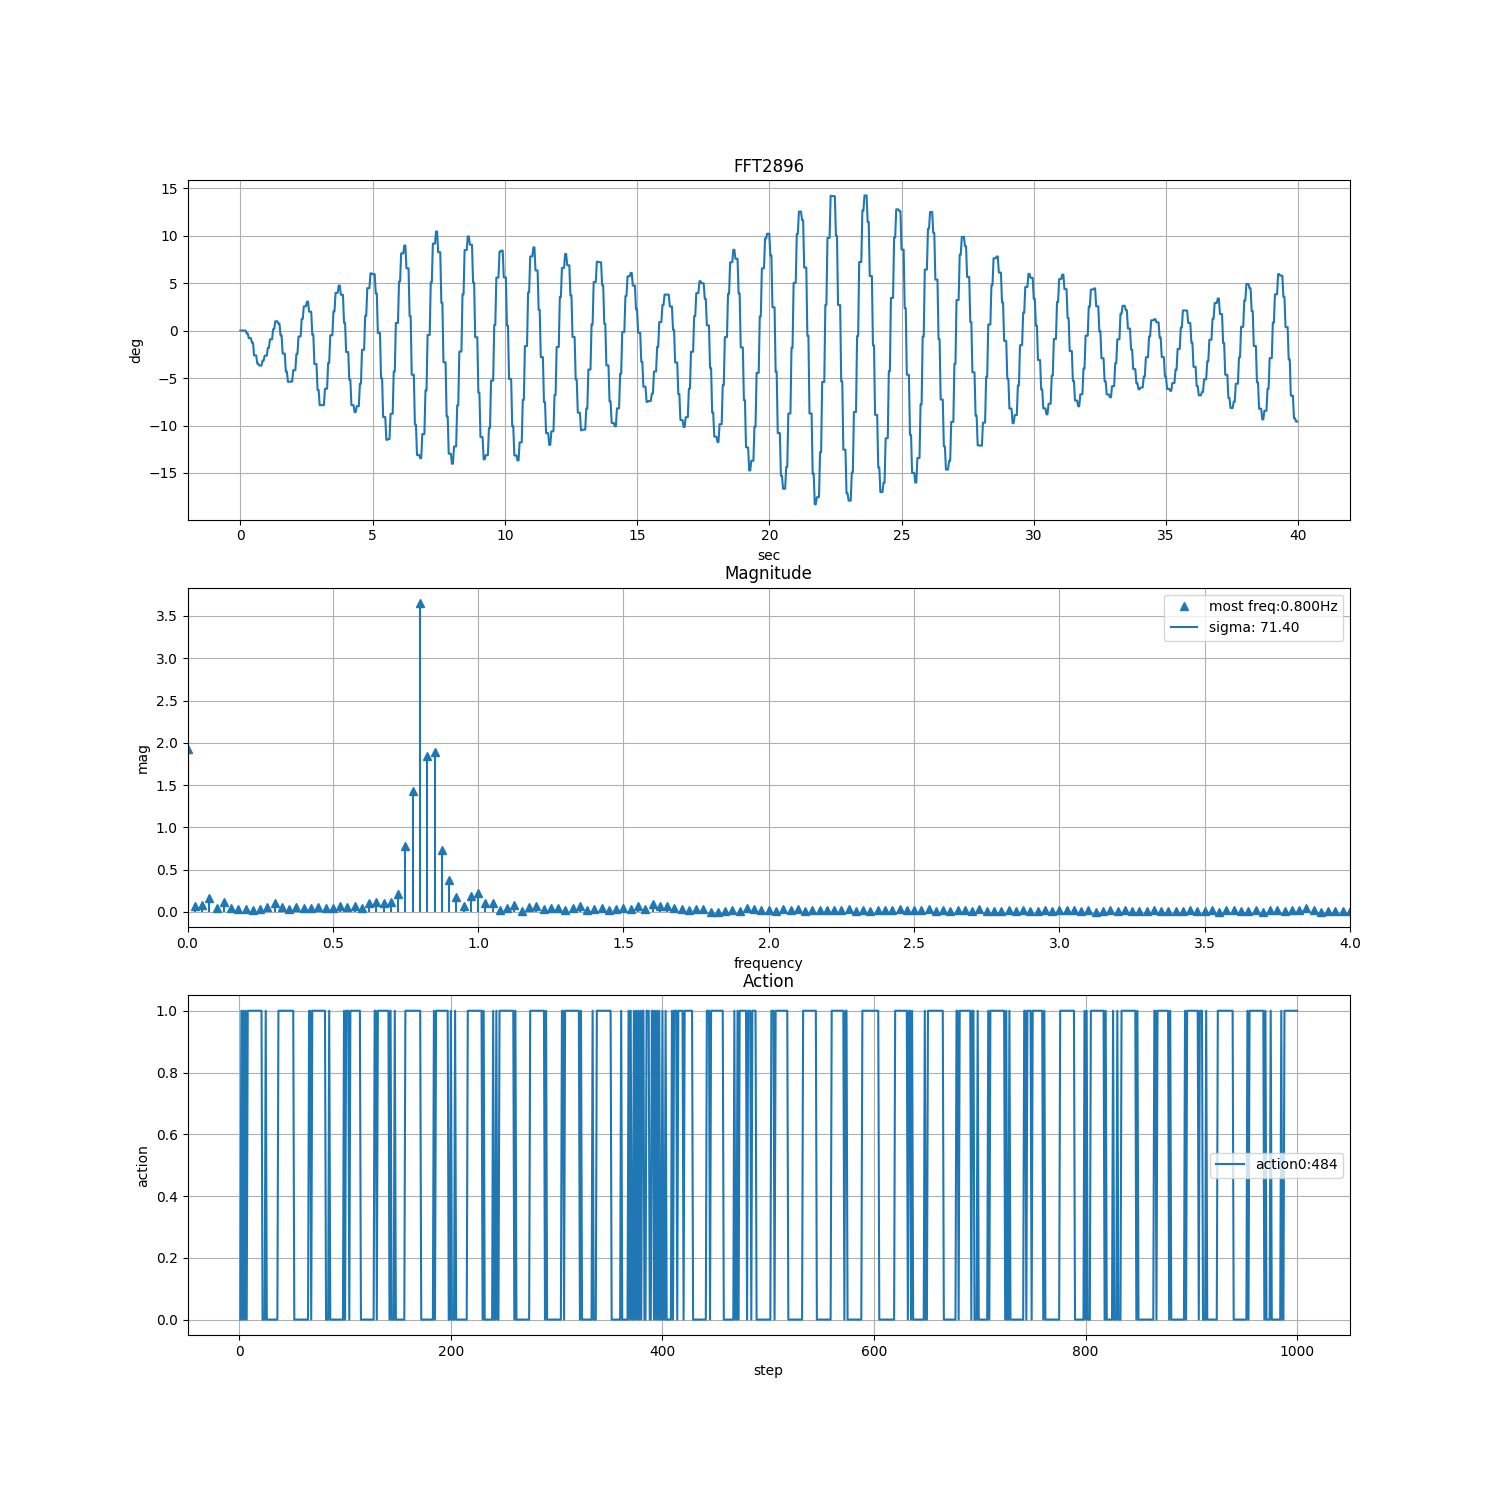 FFT2896
15
10
5
0
−5
−10
−15
deg
0 5 10 15 20 25 30 35 40
sec
Magnitude
3.5
3.0
2.5
2.0
1.5
1.0
0.5
0.0
mag
most freq:0.800Hz
sigma: 71.40
0.0 0.5 1.0 1.5 2.0 2.5 3.0 3.5 4.0
frequency
Action
1.0
0.8
0.6
0.4
0.2
0.0
action
action0:484
0 200 400 600 800 1000
step